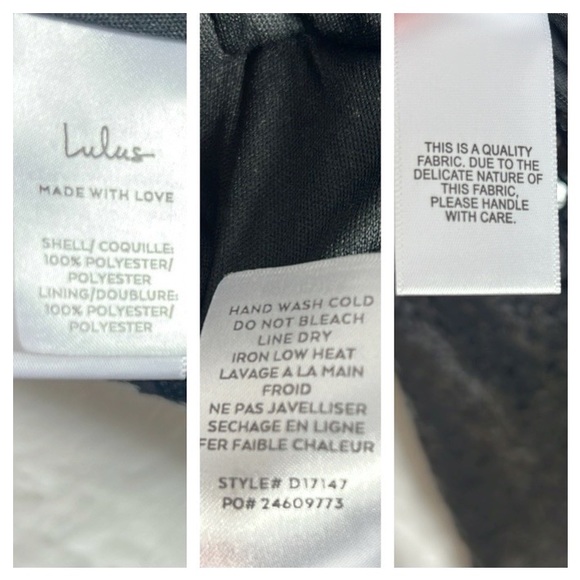 Lulus
MADE WITH LOVE
SHELL/ COQUILLE:
100% POLYESTER/
POLYESTER
LINING/DOUBLURE:
100% POLYESTER/
POLYESTER
HAND WASH COLD
DO NOT BLEACH
LINE DRY
IRON LOW HEAT
LAVAGE A LA MAIN
FROID
NE PAS JAVELLISER
SECHAGE EN LIGNE
FER FAIBLE CHALEUR
STYLE# D17147
PO# 24609773
THIS IS A QUALITY
FABRIC. DUE TO THE
DELICATE NATURE OF
THIS FABRIC,
PLEASE HANDLE
WITH CARE.